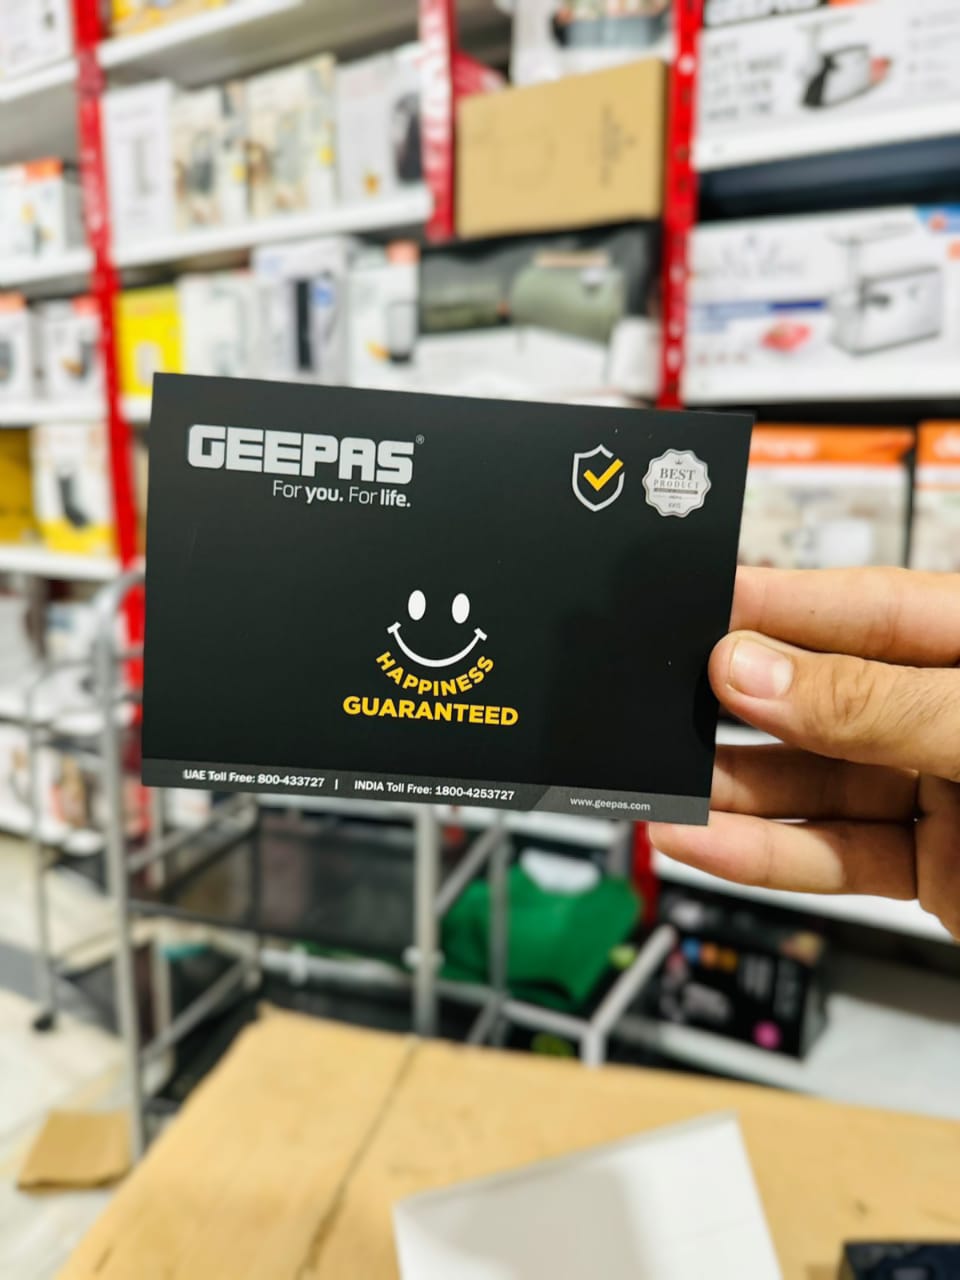 GEEPAS
GEEPAS®
For you. For life.
BEST
PRODUCT
HAPPINESS
GUARANTEED
UAE Toll Free: 800-433727 | INDIA Toll Free: 1800-4253727
www.geepas.com